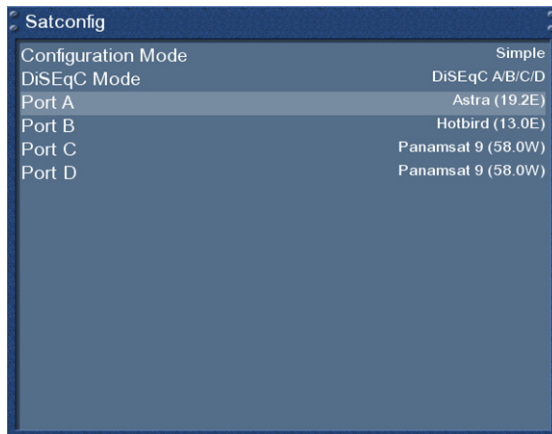 Satconfig
Configuration Mode Simple
DiSEqC Mode DiSEqC A/B/C/D
Port A Astra (19.2E)
Port B Hotbird (13.0E)
Port C Panamsat 9 (58.0W)
Port D Panamsat 9 (58.0W)